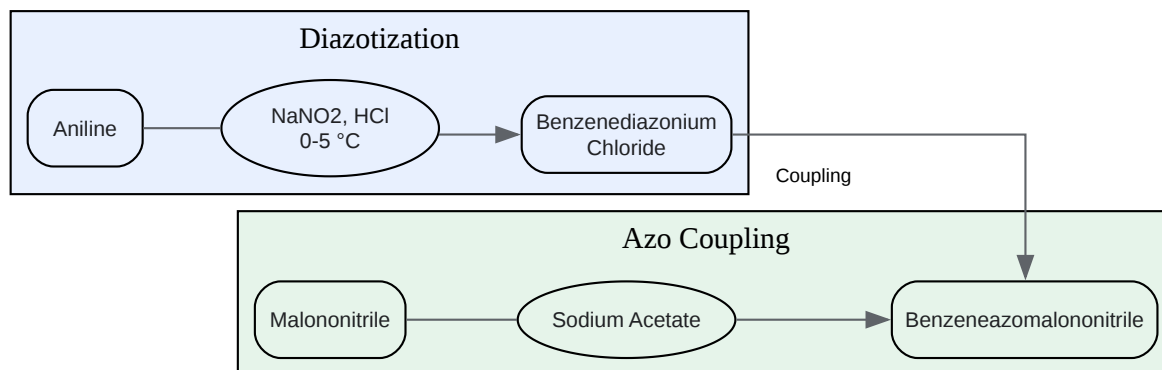 Diazotization
Aniline
NaNO2, HCl
0-5 °C
Benzenediazonium
Chloride
Coupling
Azo Coupling
Malononitrile
Sodium Acetate
Benzeneazomalononitrile